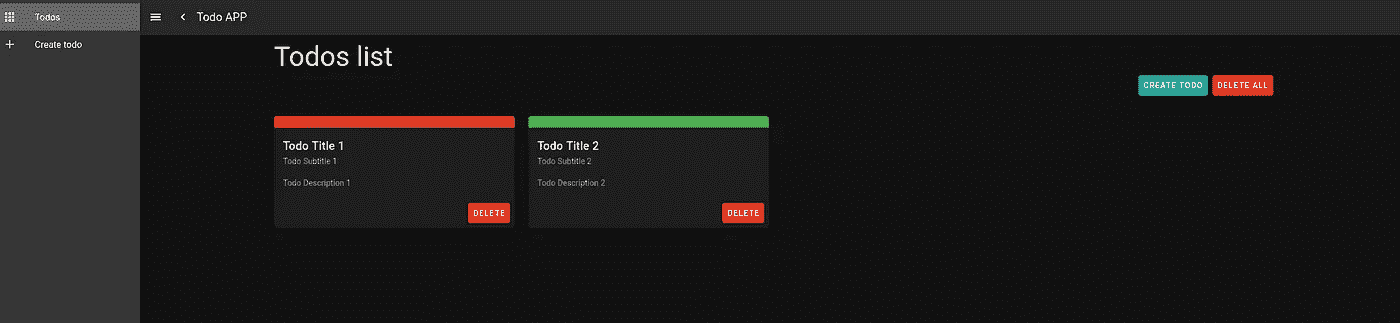 Todos
Create todo
Todo APP
Todos list
CREATE TODO
DELETE ALL
Todo Title 1
Todo Subtitle 1
Todo Description 1
DELETE
Todo Title 2
Todo Subtitle 2
Todo Description 2
DELETE